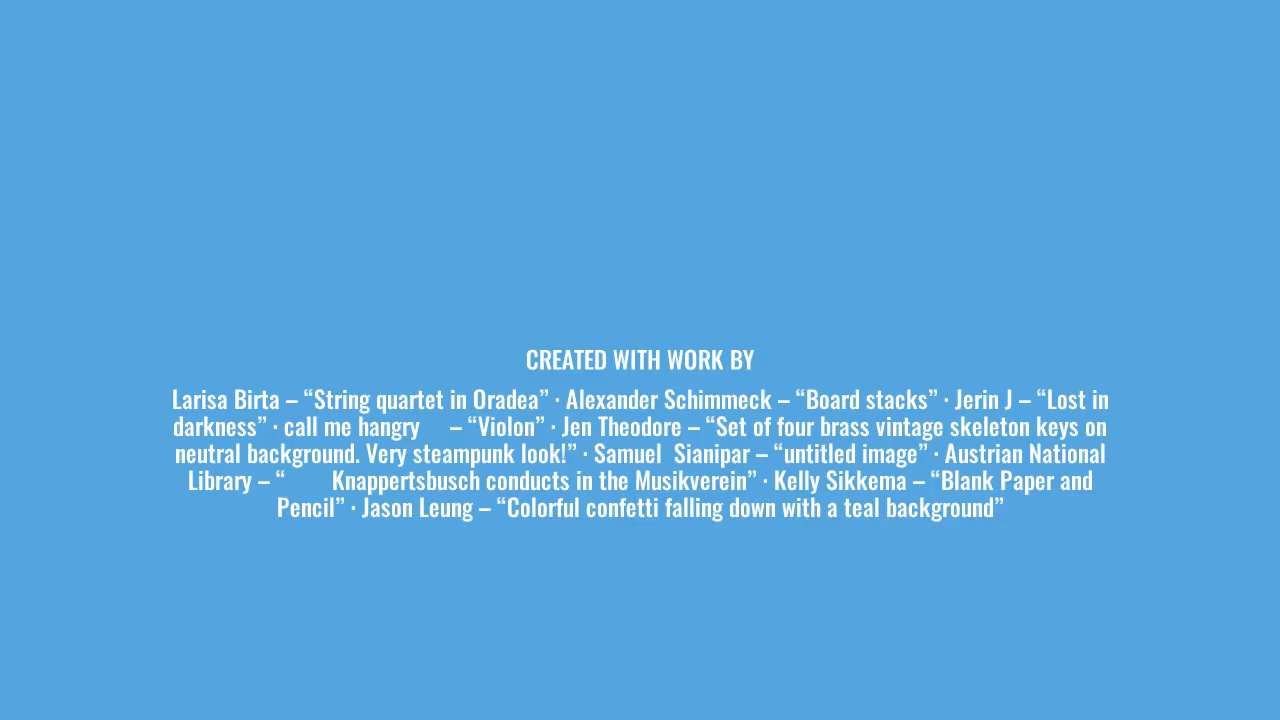 CREATED WITH WORK BY
Larisa Birta – “String quartet in Oradea” · Alexander Schimmeck – “Board stacks” · Jerin J – “Lost in
darkness” · call me hangry – “Violon” · Jen Theodore – “Set of four brass vintage skeleton keys on
neutral background. Very steampunk look!” · Samuel Sianipar – “untitled image” · Austrian National
Library – “ Knappertsbusch conducts in the Musikverein” · Kelly Sikkema – “Blank Paper and
Pencil” · Jason Leung – “Colorful confetti falling down with a teal background”